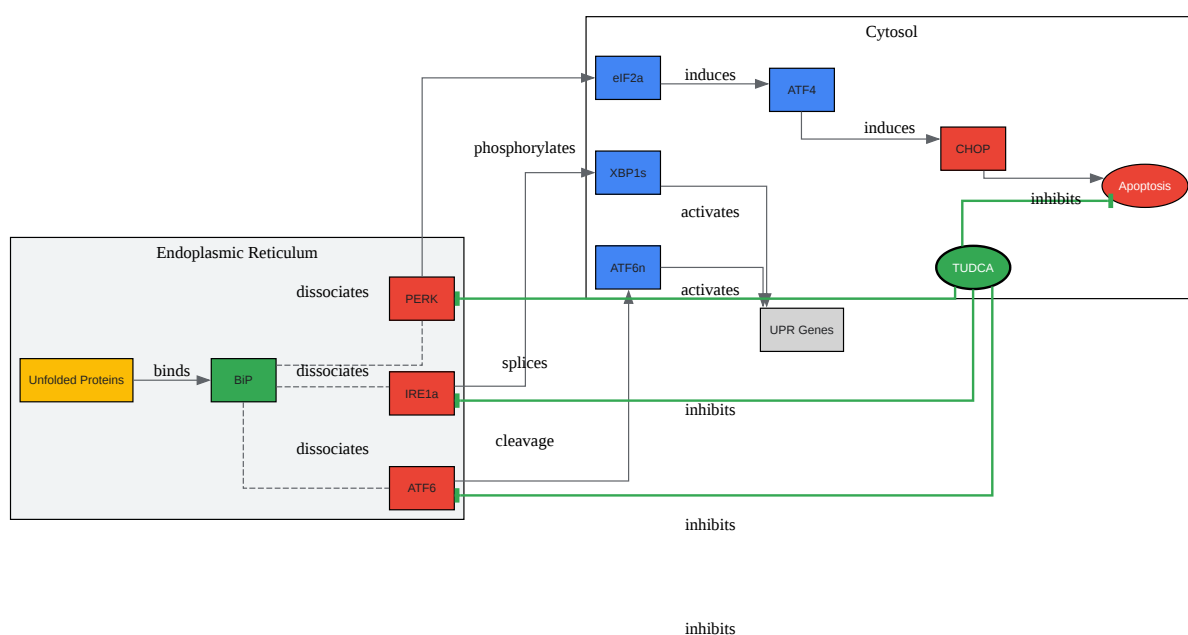 Cytosol
eIF2a
induces
ATF4
induces
CHOP
phosphorylates
XBP1s
Apoptosis
inhibits
activates
Endoplasmic Reticulum
ATF6n
TUDCA
dissociates
PERK
activates
UPR Genes
binds
dissociates
splices
Unfolded Proteins
BiP
IRE1a
inhibits
cleavage
dissociates
ATF6
inhibits
inhibits